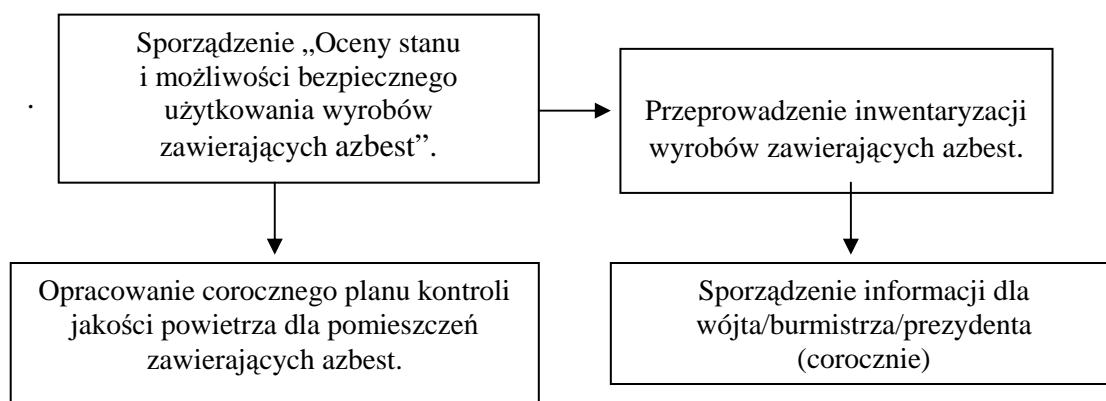 Sporządzenie „Oceny stanu
i możliwości bezpiecznego
użytkowania wyrobów
zawierających azbest”.
.
Przeprowadzenie inwentaryzacji
wyrobów zawierających azbest.
Opracowanie corocznego planu kontroli
jakości powietrza dla pomieszczeń
zawierających azbest.
Sporządzenie informacji dla
wójta/burmistrza/prezydenta
(corocznie)